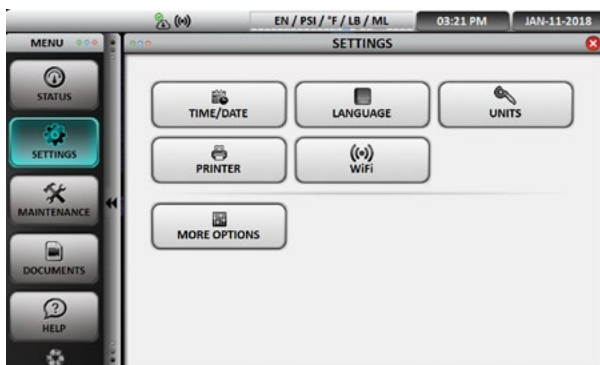 EN / PSI / °F / LB / ML 03:21 PM JAN-11-2018
MENU SETTINGS
STATUS
TIME/DATE LANGUAGE UNITS
SETTINGS
PRINTER WiFi
MAINTENANCE
MORE OPTIONS
DOCUMENTS
HELP